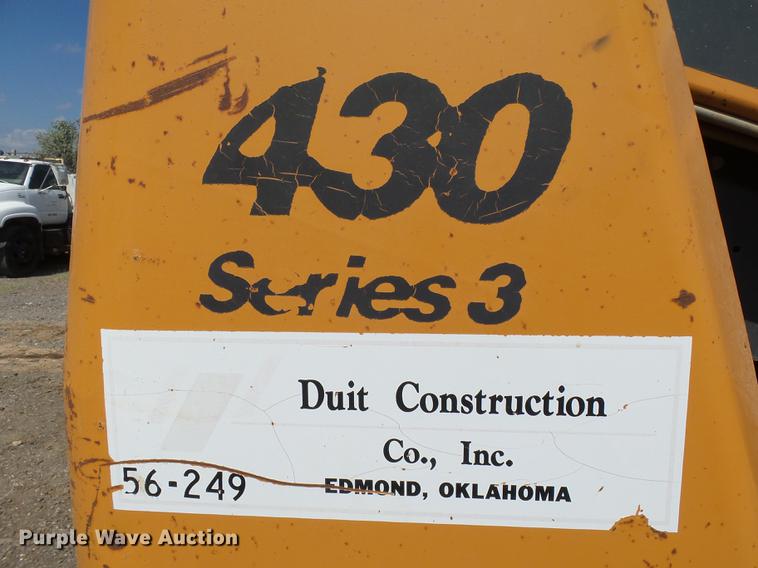 430
Series 3
Duit Construction
Co., Inc.
56-249 EDMOND, OKLAHOMA
Purple Wave Auction